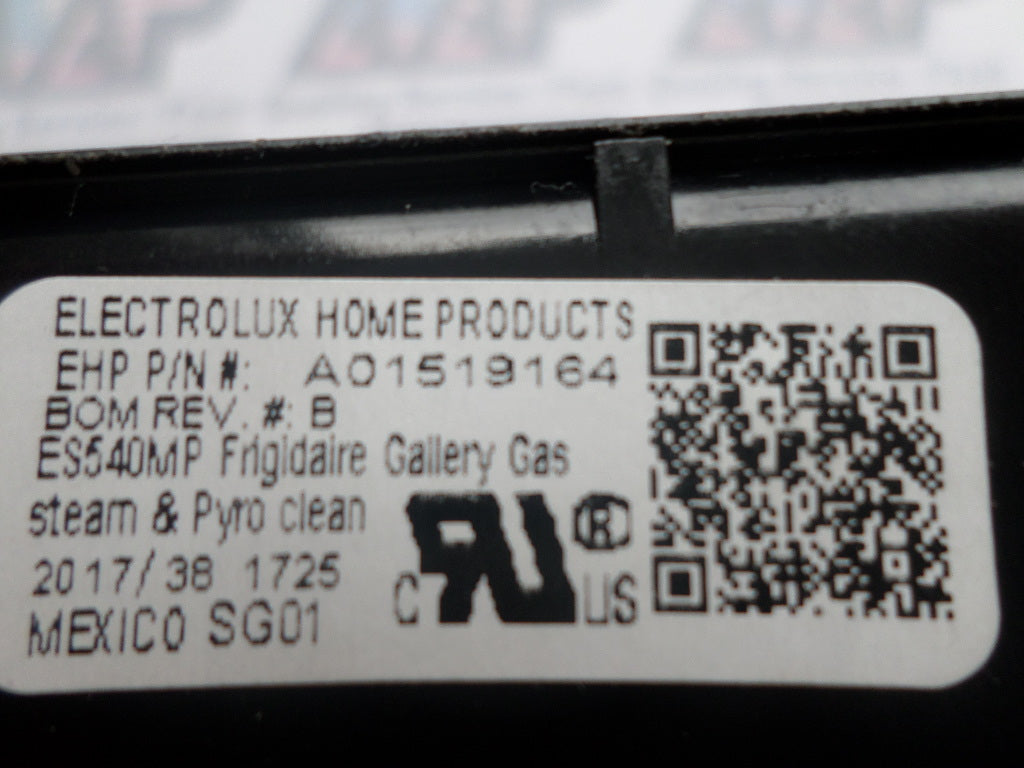 ELECTROLUX HOME PRODUCTS
EHP P/N #: A01519164
BOM REV. #: B
ES540MP Frigidaire Gallery Gas
steam & Pyro clean
2017/38 1725
MEXICO SG01
C RU ® US